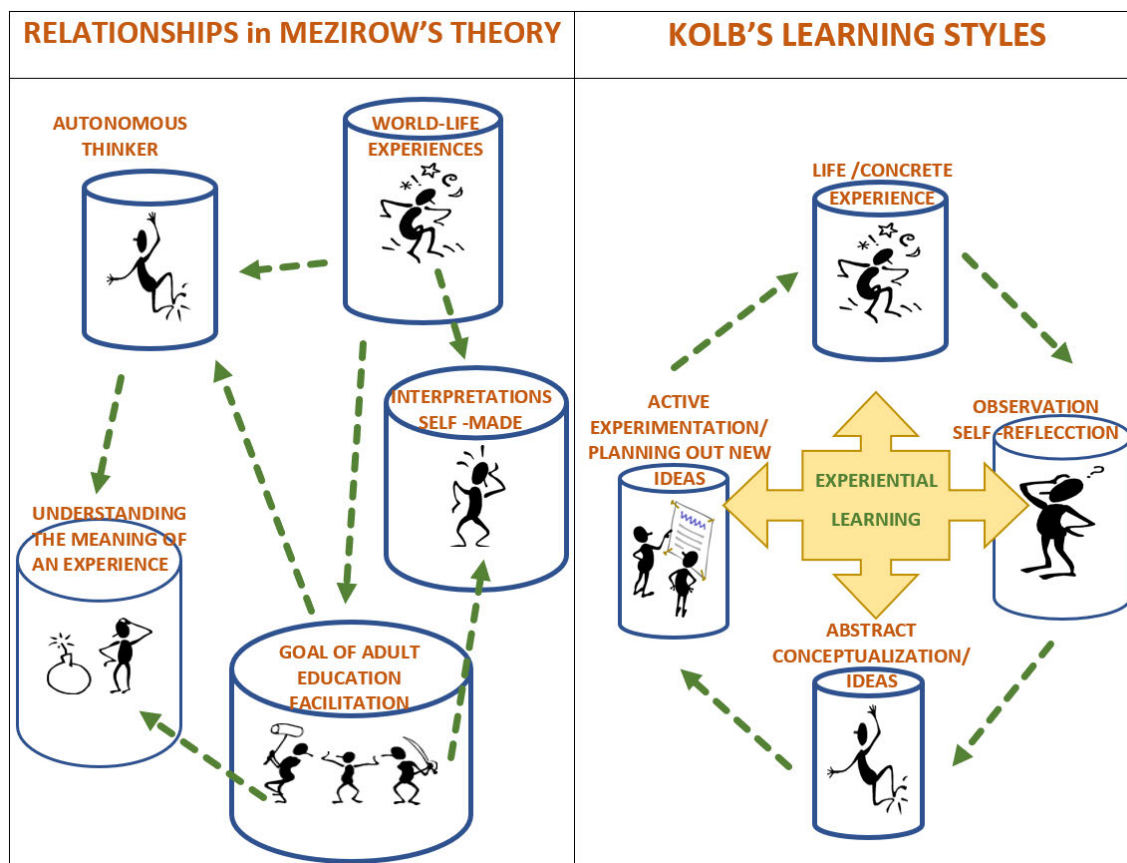 RELATIONSHIPS in MEZIROW'S THEORY
AUTONOMOUS
THINKER
WORLD-LIFE
EXPERIENCES
INTERPRETATIONS
SELF -MADE
UNDERSTANDING
THE MEANING OF
AN EXPERIENCE
GOAL OF ADULT
EDUCATION
FACILITATION
KOLB'S LEARNING STYLES
LIFE /CONCRETE
EXPERIENCE
ACTIVE
EXPERIMENTATION/
PLANNING OUT NEW
IDEAS
OBSERVATION
SELF -REFLECCTION
EXPERIENTIAL
LEARNING
ABSTRACT
CONCEPTUALIZATION/
IDEAS